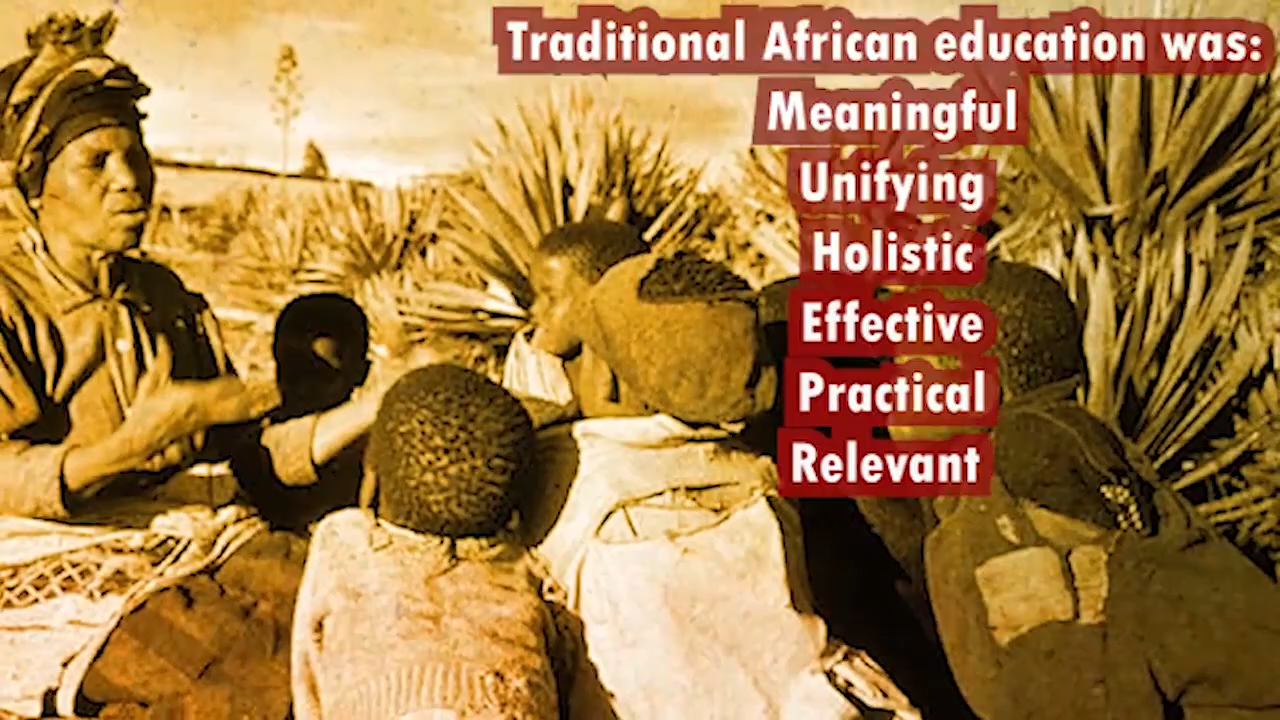 Traditional African education was:
Meaningful
Unifying
Holistic
Effective
Practical
Relevant